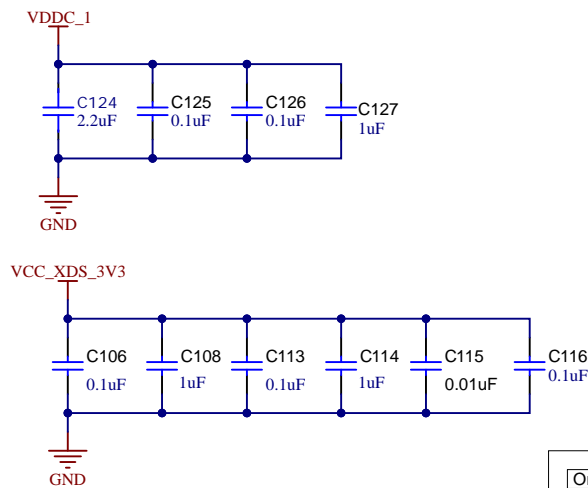 VDDC_1
C124
2.2uF
C125
0.1uF
C126
0.1uF
C127
1uF
GND
VCC_XDS_3V3
C106
0.1uF
C108
1uF
C113
0.1uF
C114
1uF
C115
0.01uF
C116
0.1uF
GND